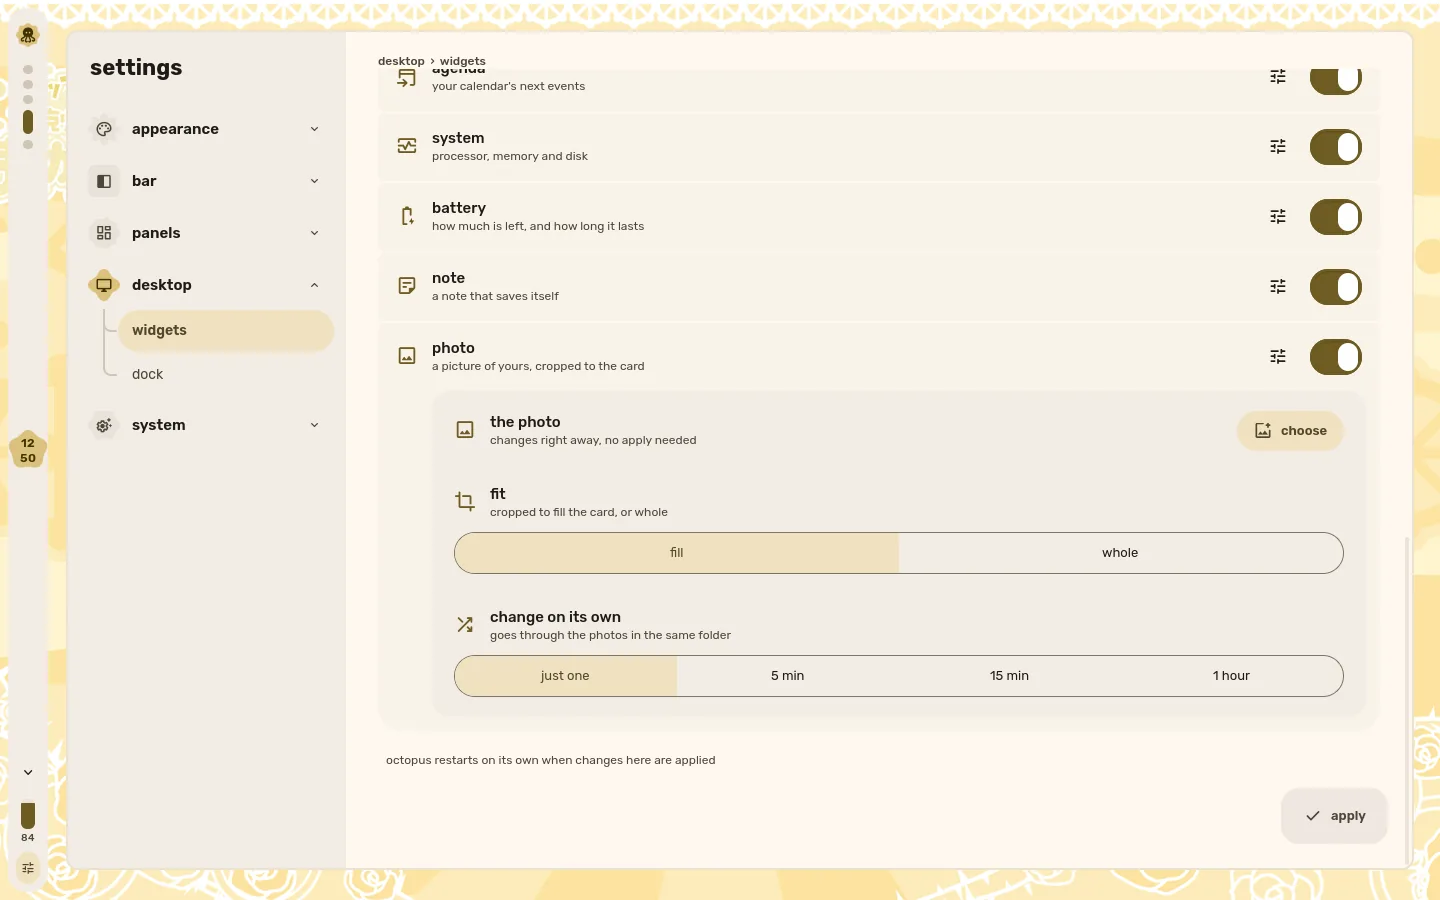 settings
appearance
bar
panels
desktop
widgets
dock
system
12
50
84
desktop › widgets
agenda
your calendar's next events
system
processor, memory and disk
battery
how much is left, and how long it lasts
note
a note that saves itself
photo
a picture of yours, cropped to the card
the photo
changes right away, no apply needed
choose
fit
cropped to fill the card, or whole
fill
whole
change on its own
goes through the photos in the same folder
just one
5 min
15 min
1 hour
octopus restarts on its own when changes here are applied
apply